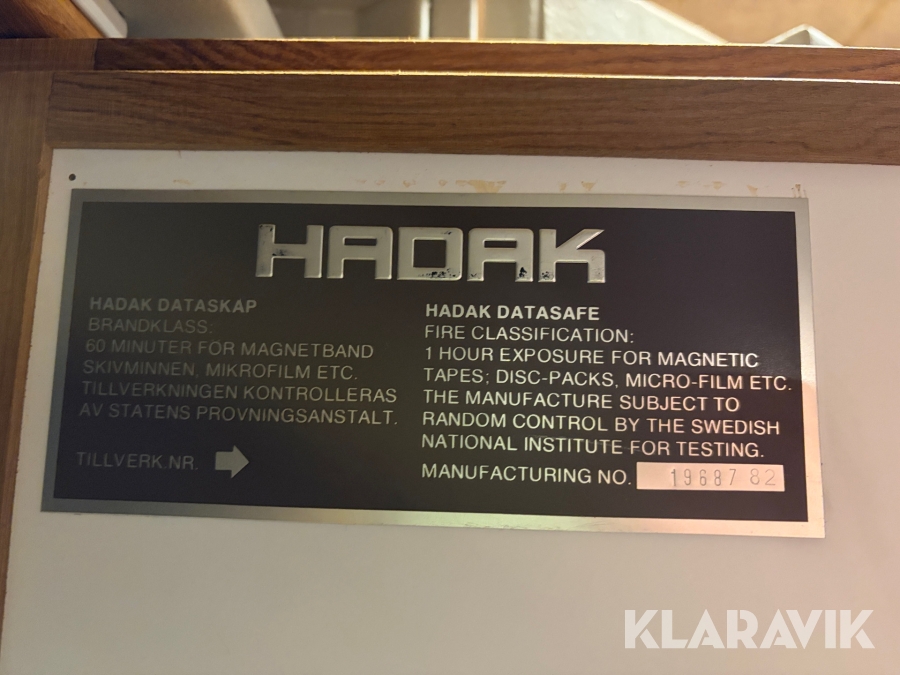 HADAK
HADAK DATASKAP
BRANDKLASS:
60 MINUTER FÖR MAGNETBAND
SKIVMINNEN, MIKROFILM ETC.
TILLVERKNINGEN KONTROLLERAS
AV STATENS PROVNINGSANSTALT.
TILLVERK.NR.
HADAK DATASAFE
FIRE CLASSIFICATION:
1 HOUR EXPOSURE FOR MAGNETIC
TAPES; DISC-PACKS, MICRO-FILM ETC.
THE MANUFACTURE SUBJECT TO
RANDOM CONTROL BY THE SWEDISH
NATIONAL INSTITUTE FOR TESTING.
MANUFACTURING NO. 19687 82
KLARAVIK